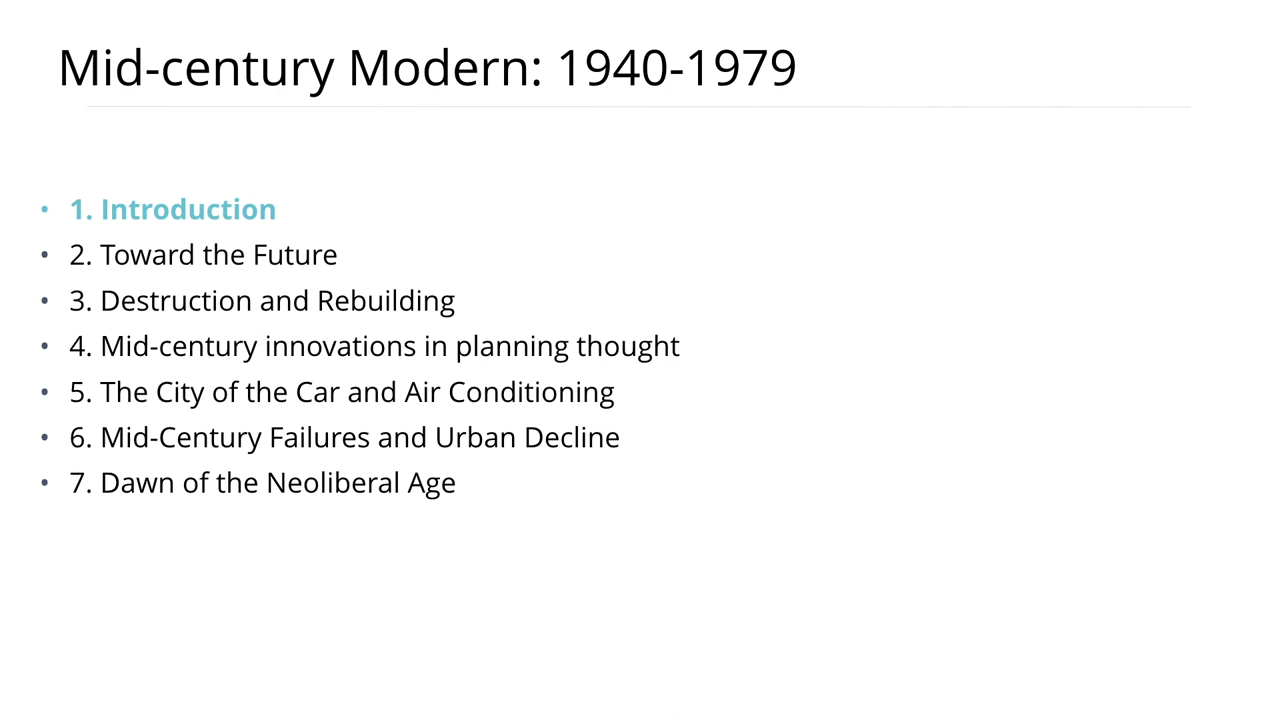 Mid-century Modern: 1940-1979
• 1. Introduction
• 2. Toward the Future
• 3. Destruction and Rebuilding
• 4. Mid-century innovations in planning thought
• 5. The City of the Car and Air Conditioning
• 6. Mid-Century Failures and Urban Decline
• 7. Dawn of the Neoliberal Age